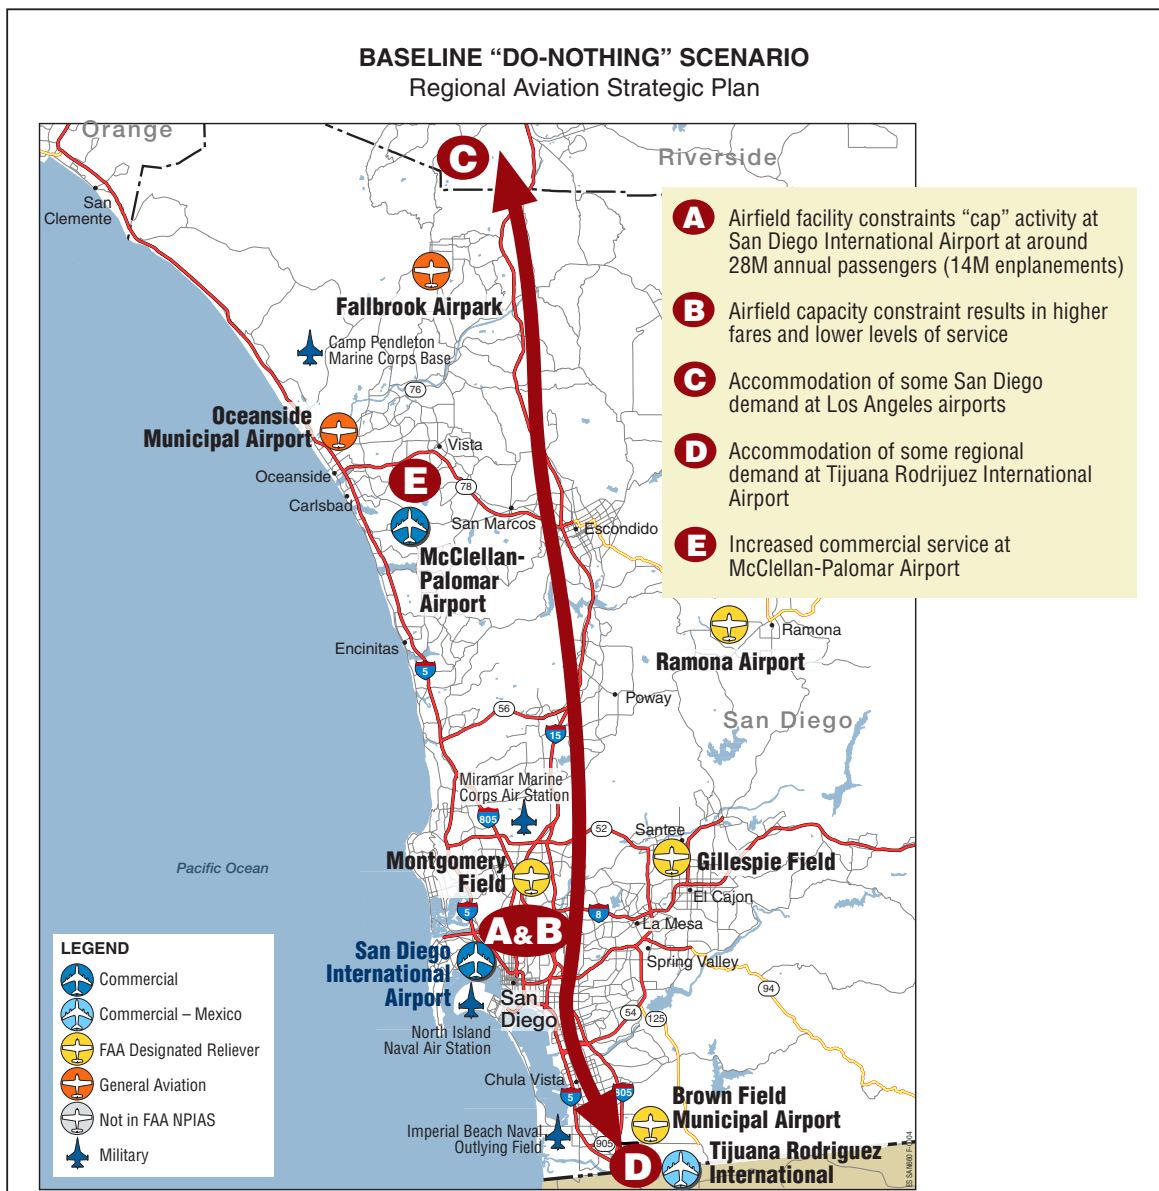 BASELINE “DO-NOTHING” SCENARIO
Regional Aviation Strategic Plan
Orange
Riverside
San
Clemente
C
A
Airfield facility constraints “cap” activity at
San Diego International Airport at around
28M annual passengers (14M enplanements)
B
Airfield capacity constraint results in higher
fares and lower levels of service
C
Accommodation of some San Diego
demand at Los Angeles airports
D
Accommodation of some regional
demand at Tijuana Rodrijuez International
Airport
E
Increased commercial service at
McClellan-Palomar Airport
Fallbrook Airpark
Camp Pendleton
Marine Corps Base
76
Oceanside
Municipal Airport
Vista
Oceanside
E
78
Carlsbad
San Marcos
Escondido
McClellan-
Palomar
Airport
Ramona
Encinitas
Ramona Airport
5
Poway
56
San Diego
15
Miramar Marine
Corps Air Station
805
52
Santee
Montgomery
Field
Gillespie Field
Pacific Ocean
El Cajon
5
8
A & B
La Mesa
San Diego
International
Airport
Spring Valley
San
Diego
94
54
125
North Island
Naval Air Station
Chula Vista
5
805
Brown Field
Municipal Airport
Imperial Beach Naval
Outlying Field
905
D
Tijuana Rodriguez
International
LEGEND
Commercial
Commercial – Mexico
FAA Designated Reliever
General Aviation
Not in FAA NPIAS
Military